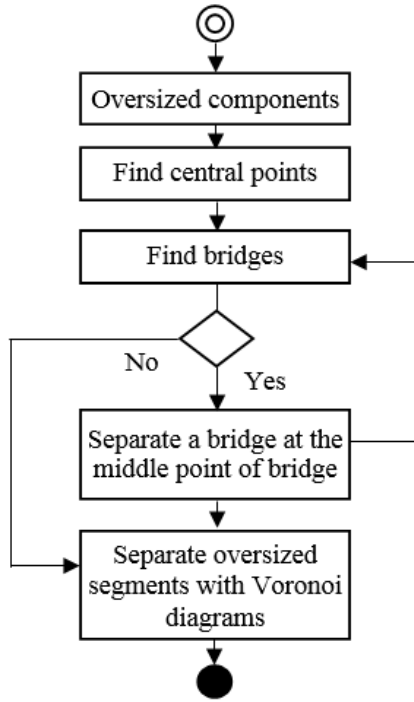 Oversized components
Find central points
Find bridges
No
Yes
Separate a bridge at the
middle point of bridge
Separate oversized
segments with Voronoi
diagrams